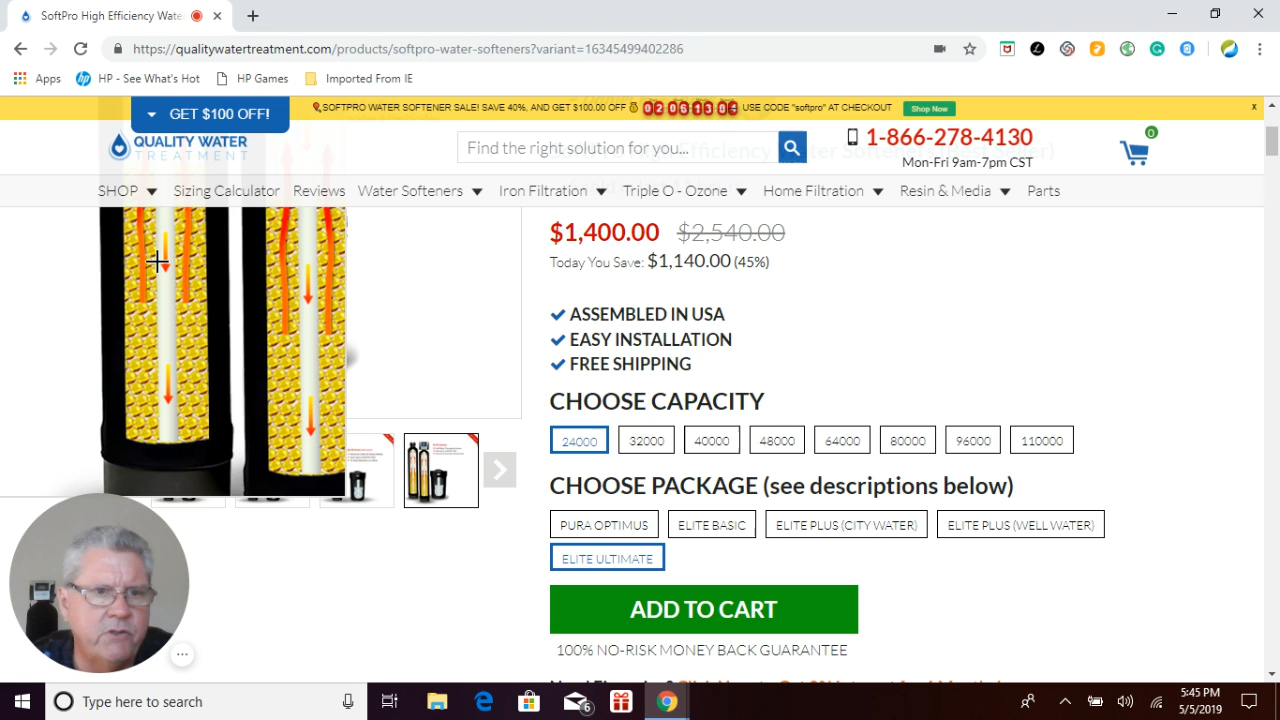 SoftPro High Efficiency Wate
https://qualitywatertreatment.com/products/softpro-water-softeners?variant=16345499402286
Apps
HP - See What's Hot
HP Games
Imported From IE
GET $100 OFF!
SOFTPRO WATER SOFTENER SALE! SAVE 40%, AND GET $100.00 OFF
USE CODE "softpro" AT CHECKOUT
Shop Now
x
QUALITY WATER
TREATMENT
Find the right solution for you...
1-866-278-4130
Mon-Fri 9am-7pm CST
0
SHOP
Sizing Calculator
Reviews
Water Softeners
Iron Filtration
Triple O - Ozone
Home Filtration
Resin & Media
Parts
$1,400.00 $2,540.00
Today You Save: $1,140.00 (45%)
ASSEMBLED IN USA
EASY INSTALLATION
FREE SHIPPING
CHOOSE CAPACITY
24000 32000 40000 48000 64000 80000 96000 110000
CHOOSE PACKAGE (see descriptions below)
PURA OPTIMUS ELITE BASIC ELITE PLUS (CITY WATER) ELITE PLUS (WELL WATER)
ELITE ULTIMATE
ADD TO CART
100% NO-RISK MONEY BACK GUARANTEE
Type here to search
6
5:45 PM
5/5/2019